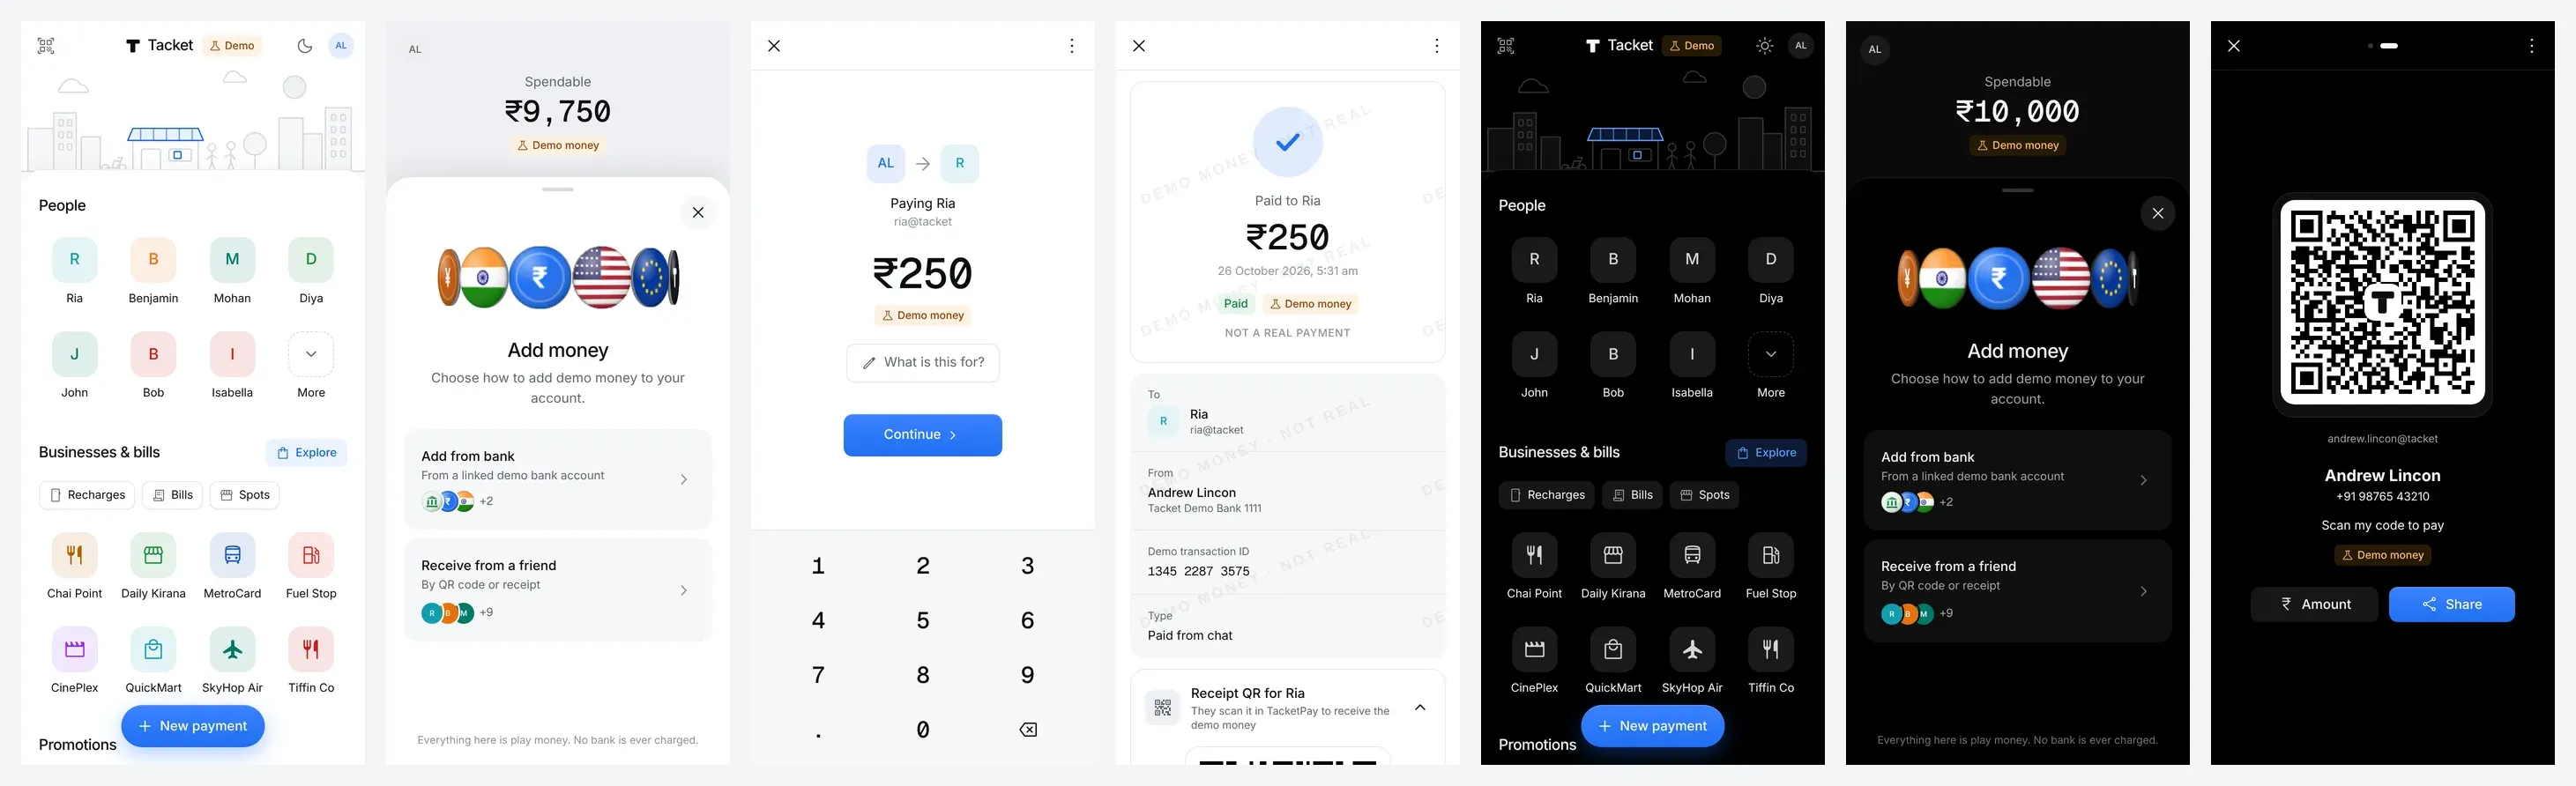 Tacket
Demo
AL
People
R
B
M
D
Ria
Benjamin
Mohan
Diya
J
B
I
John
Bob
Isabella
More
Businesses & bills
Explore
Recharges
Bills
Spots
Chai Point
Daily Kirana
MetroCard
Fuel Stop
CinePlex
QuickMart
SkyHop Air
Tiffin Co
New payment
Promotions
AL
Spendable
₹9,750
Demo money
¥
₹
Add money
Choose how to add demo money to your
account.
Add from bank
From a linked demo bank account
₹
+2
Receive from a friend
By QR code or receipt
R B M +9
Everything here is play money. No bank is ever charged.
AL
R
Paying Ria
ria@tacket
₹250
Demo money
What is this for?
Continue
1 2 3
4 5 6
7 8 9
. 0
DEMO MONEY · NOT REAL
Paid to Ria
₹250
26 October 2026, 5:31 am
Paid
Demo money
NOT A REAL PAYMENT
To
R
Ria
ria@tacket
From
Andrew Lincon
Tacket Demo Bank 1111
Demo transaction ID
1345 2287 3575
Type
Paid from chat
Receipt QR for Ria
They scan it in TacketPay to receive the
demo money
Tacket
Demo
AL
People
R
B
M
D
Ria
Benjamin
Mohan
Diya
J
B
I
John
Bob
Isabella
More
Businesses & bills
Explore
Recharges
Bills
Spots
Chai Point
Daily Kirana
MetroCard
Fuel Stop
CinePlex
QuickMart
SkyHop Air
Tiffin Co
New payment
Promotions
AL
Spendable
₹10,000
Demo money
¥
₹
Add money
Choose how to add demo money to your
account.
Add from bank
From a linked demo bank account
₹
+2
Receive from a friend
By QR code or receipt
R B M +9
Everything here is play money. No bank is ever charged.
andrew.lincon@tacket
Andrew Lincon
+91 98765 43210
Scan my code to pay
Demo money
₹ Amount
Share